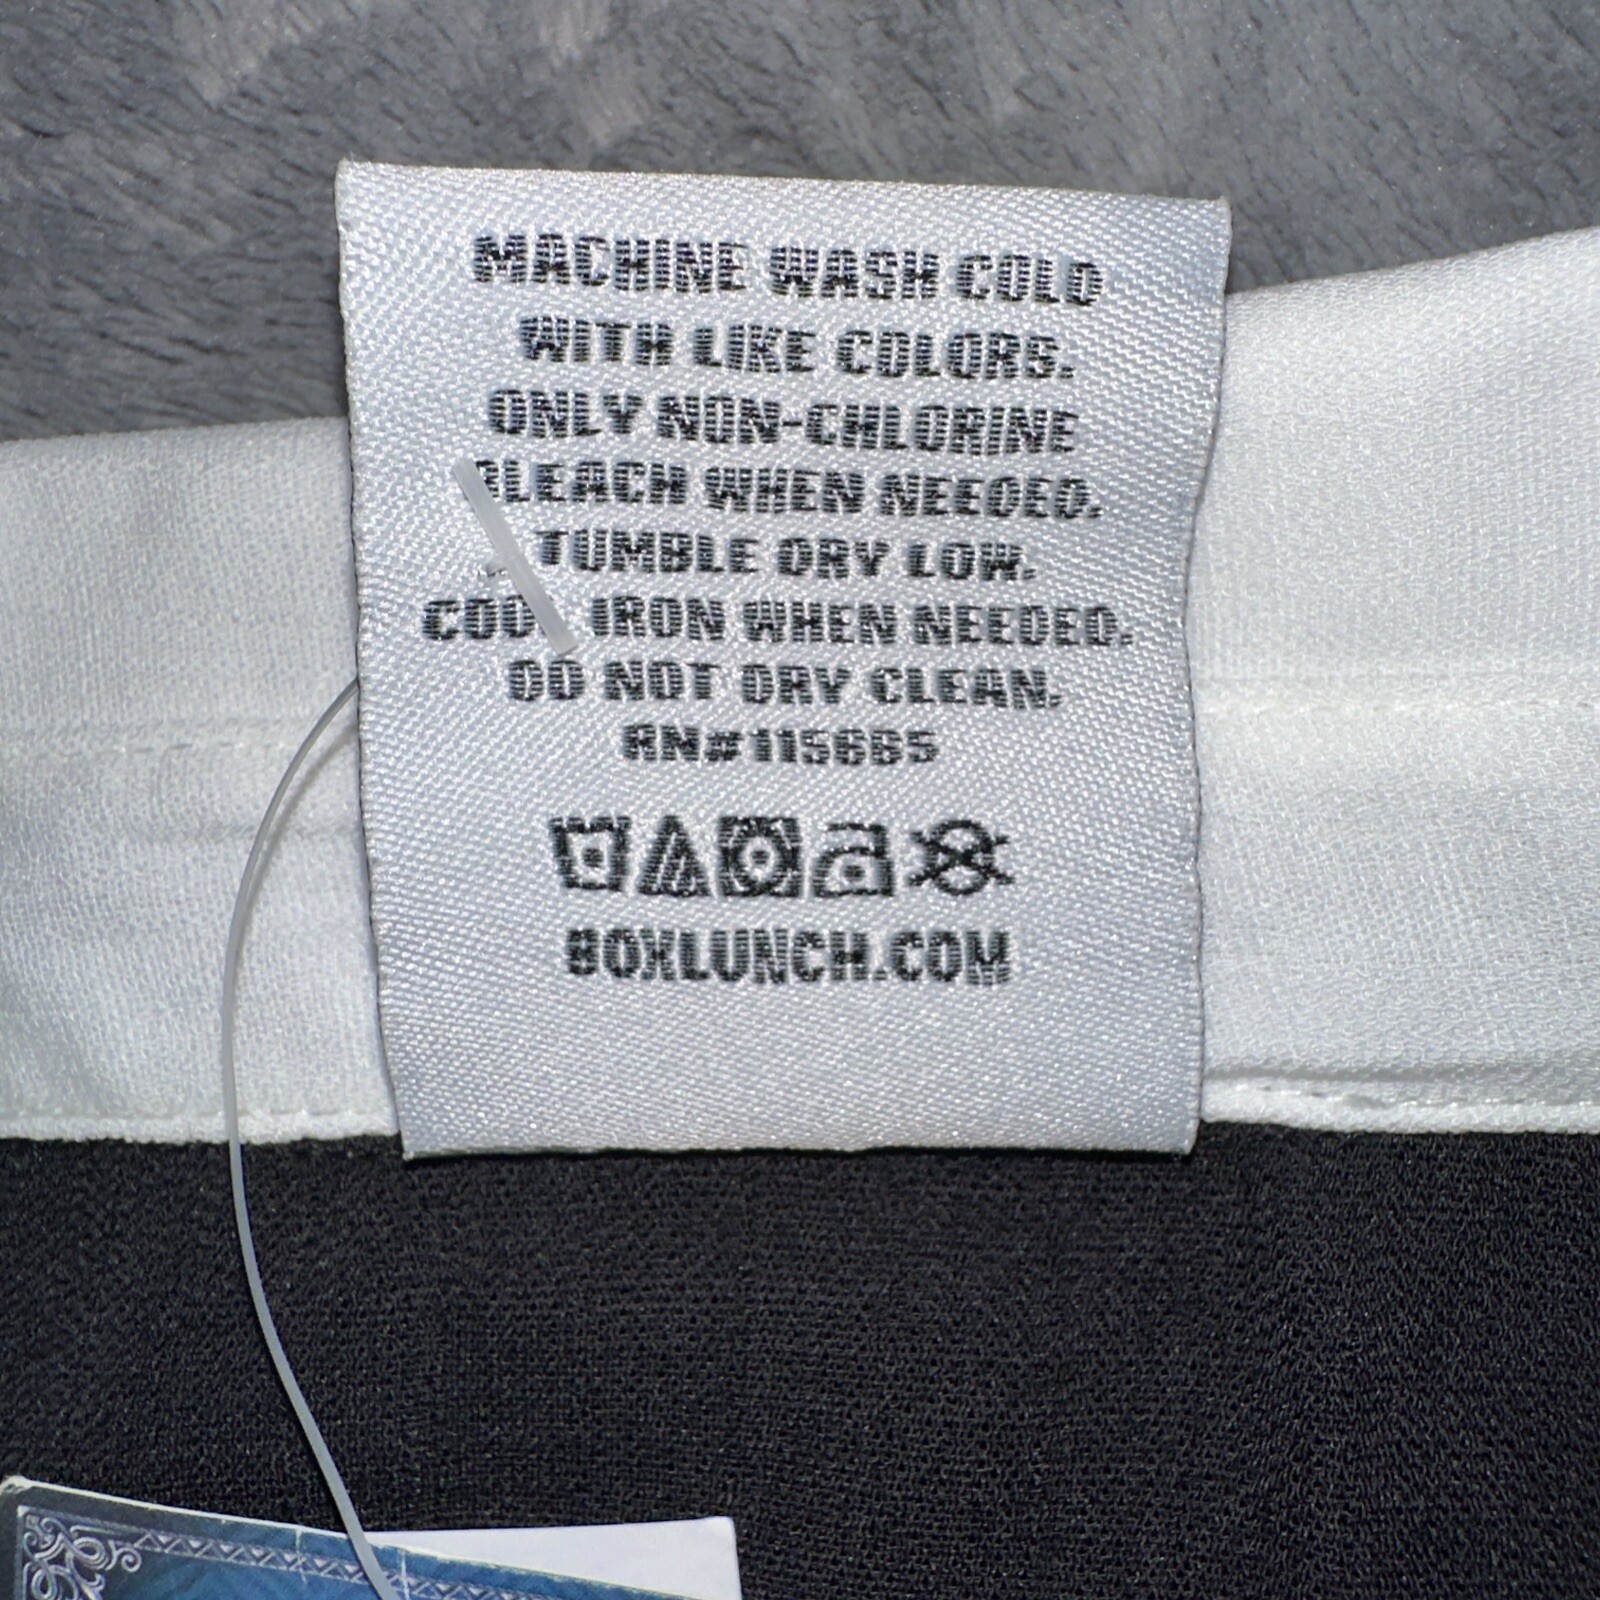 MACHINE WASH COLD
WITH LIKE COLORS.
ONLY NON-CHLORINE
BLEACH WHEN NEEDED.
TUMBLE DRY LOW.
COOL IRON WHEN NEEDED.
DO NOT DRY CLEAN.
RN#115665
BOXLUNCH.COM